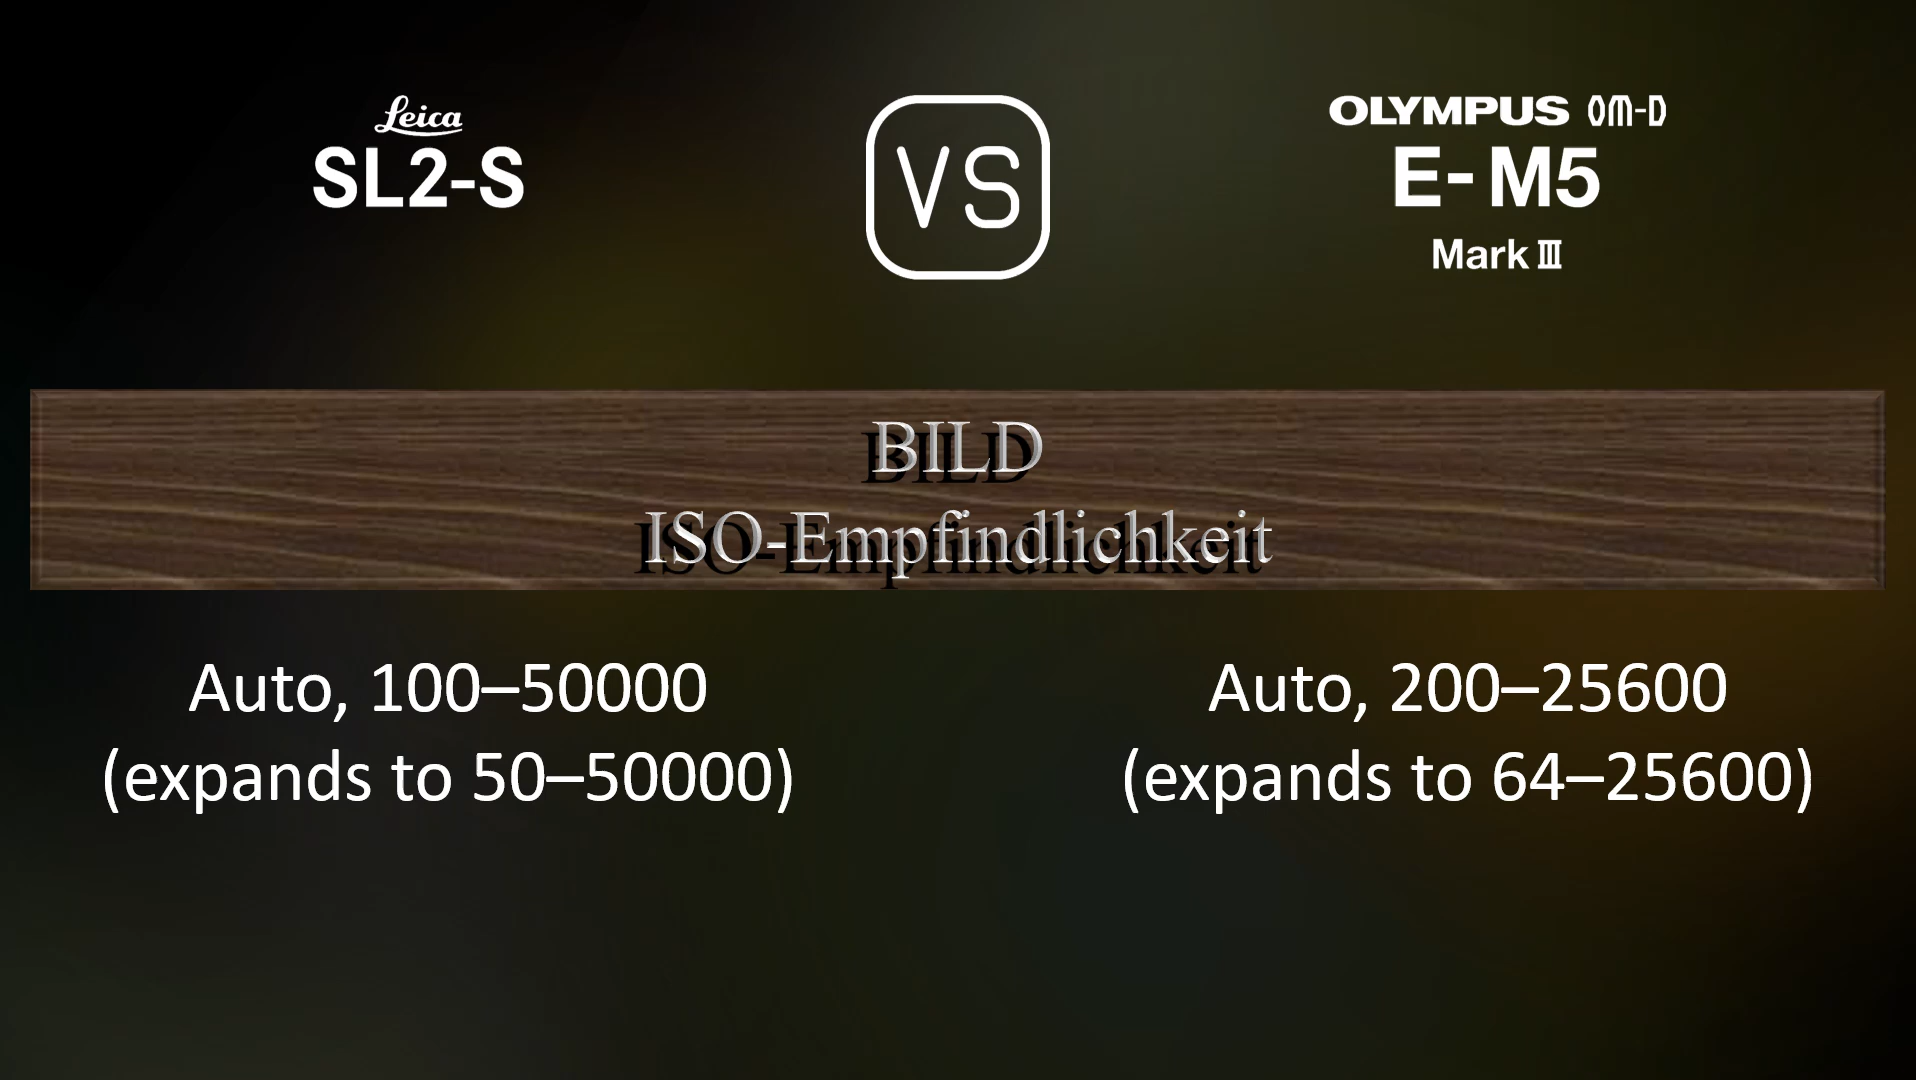 Leica
SL2-S
VS
OLYMPUS OM-D
E-M5
Mark III
BILD
ISO-Empfindlichkeit
Auto, 100–50000
(expands to 50–50000)
Auto, 200–25600
(expands to 64–25600)